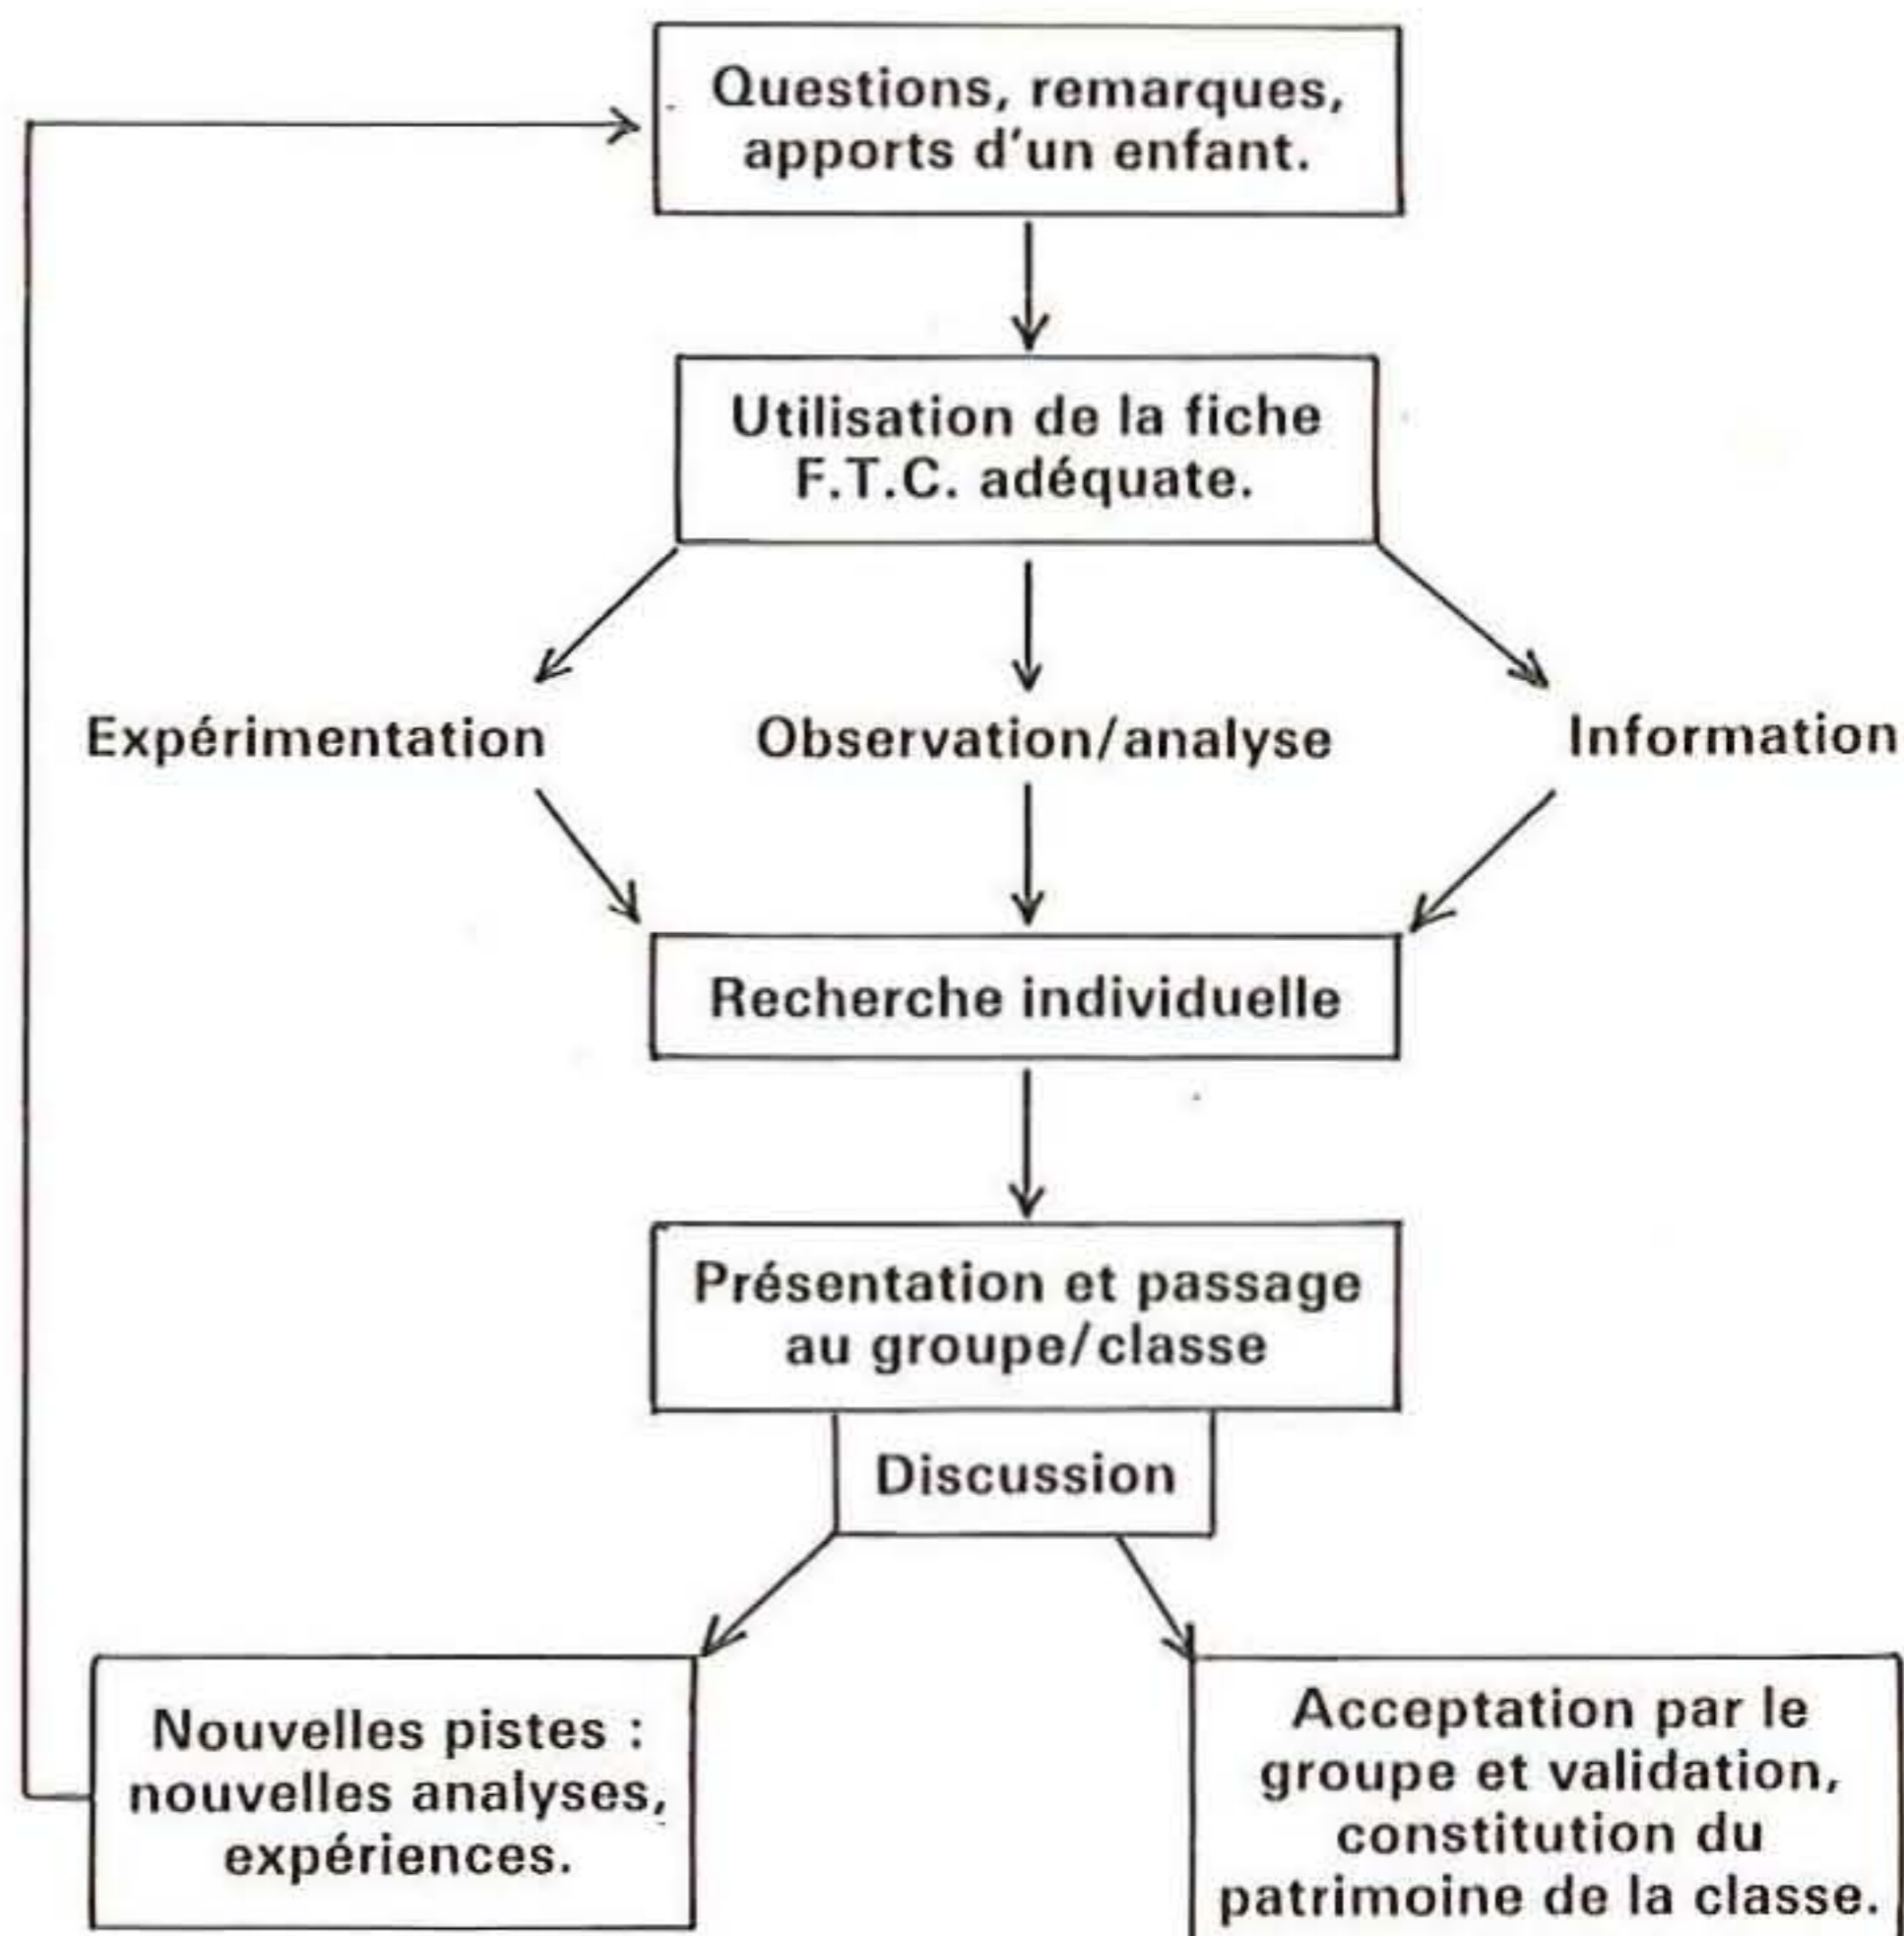 Questions, remarques,
apports d'un enfant.
Utilisation de la fiche
F.T.C. adéquate.
Expérimentation
Observation/analyse
Information
Recherche individuelle
Présentation et passage
au groupe/classe
Discussion
Nouvelles pistes :
nouvelles analyses,
expériences.
Acceptation par le
groupe et validation,
constitution du
patrimoine de la classe.